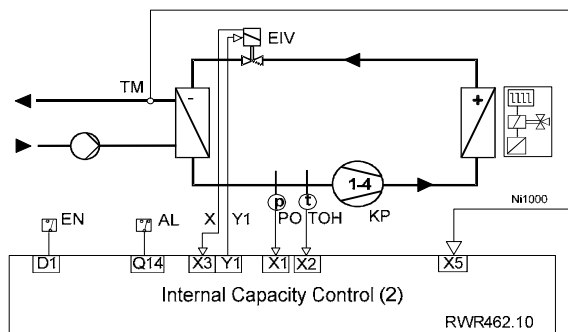 EIV
TM
-
+
1-4
p
t
PO
TOH
KP
Ni1000
EN
AL
X
Y1
D1
Q14
X3
Y1
X1
X2
X5
Internal Capacity Control (2)
RWR462.10